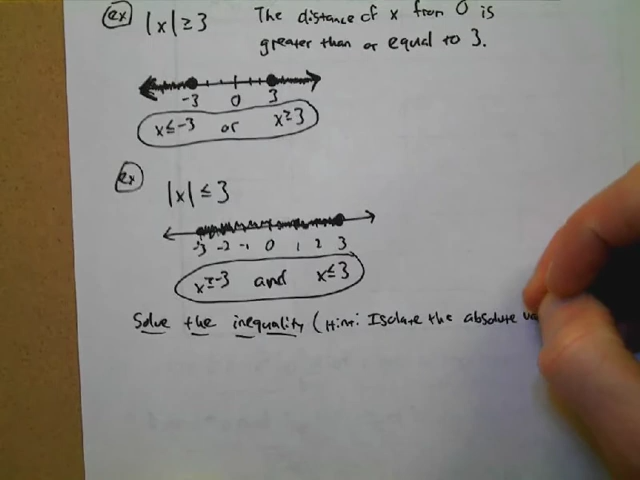 ex |x| ≥ 3 The distance of x from 0 is
greater than or equal to 3.
-3 0 3
x ≤ -3 or x ≥ 3
ex |x| ≤ 3
-3 -2 -1 0 1 2 3
x ≥ -3 and x ≤ 3
Solve the inequality (Hint: Isolate the absolute